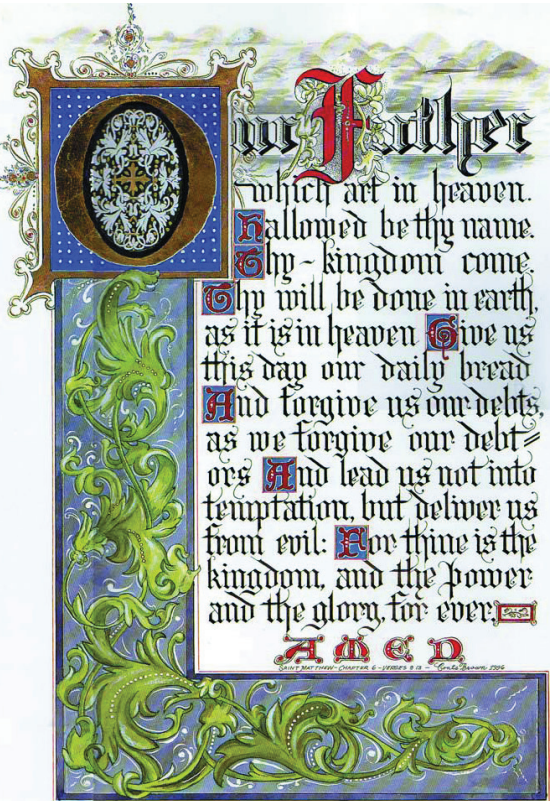 Our Father
which art in heaven.
hallowed be thy name.
Thy - kingdom come.
Thy will be done in earth,
as it is in heaven Give us
this day our daily bread
And forgive us our debts,
as we forgive our debt=
ors And lead us not into
temptation, but deliver us
from evil: For thine is the
kingdom, and the power
and the glory, for ever.
AMEN
SAINT MATTHEW - CHAPTER 6 - VERSES 9 13 - Brown 1996